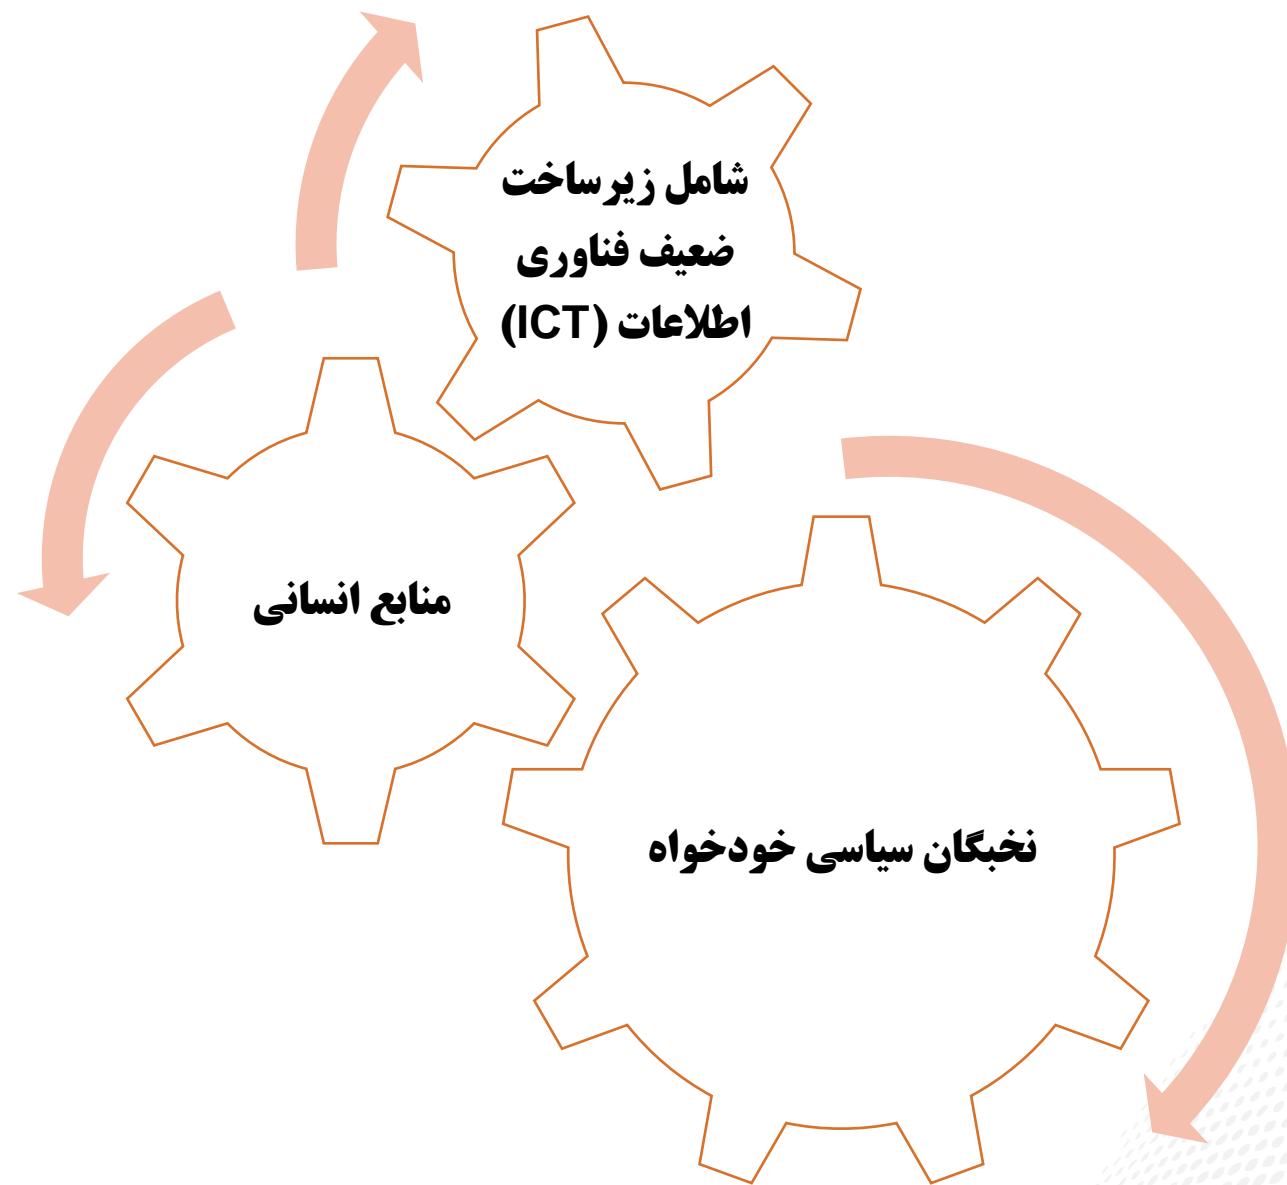 شامل زیرساخت
ضعیف فناوری
اطلاعات (ICT)
منابع انسانی
نخبگان سیاسی خودخواه